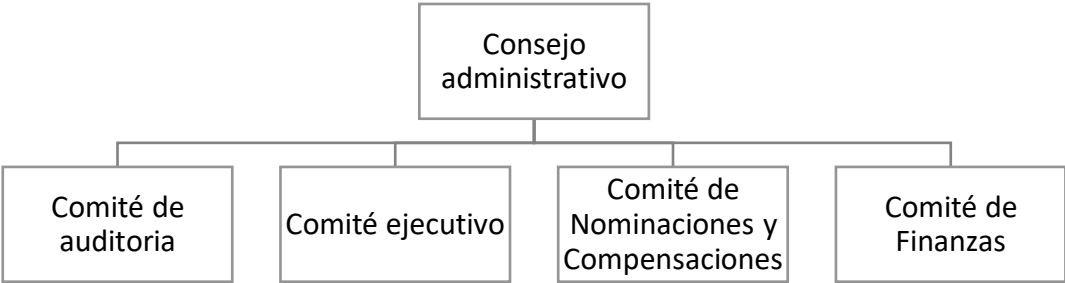 Consejo
administrativo
Comité de
auditoria
Comité ejecutivo
Comité de
Nominaciones y
Compensaciones
Comité de
Finanzas